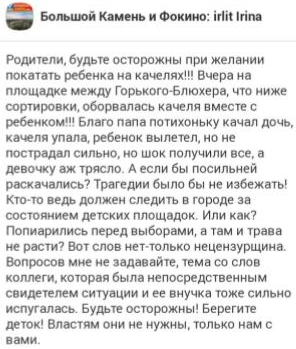 Большой Камень и Фокино: irlit Irina
Родители, будьте осторожны при желании
покатать ребенка на качелях!!! Вчера на
площадке между Горького-Блюхера, что ниже
сортировки, оборвалась качеля вместе с
ребенком!!! Благо папа потихоньку качал дочь,
качеля упала, ребенок вылетел, но не
пострадал сильно, но шок получили все, а
девочку аж трясло. А если бы посильней
раскачались? Трагедии было бы не избежать!
Кто-то ведь должен следить в городе за
состоянием детских площадок. Или как?
Попиарились перед выборами, а там и трава
не расти? Вот слов нет-только нецензурщина.
Вопросов мне не задавайте, тема со слов
коллеги, которая была непосредственным
свидетелем ситуации и ее внучка тоже сильно
испугалась. Будьте осторожны! Берегите
деток! Властям они не нужны, только нам с
вами.